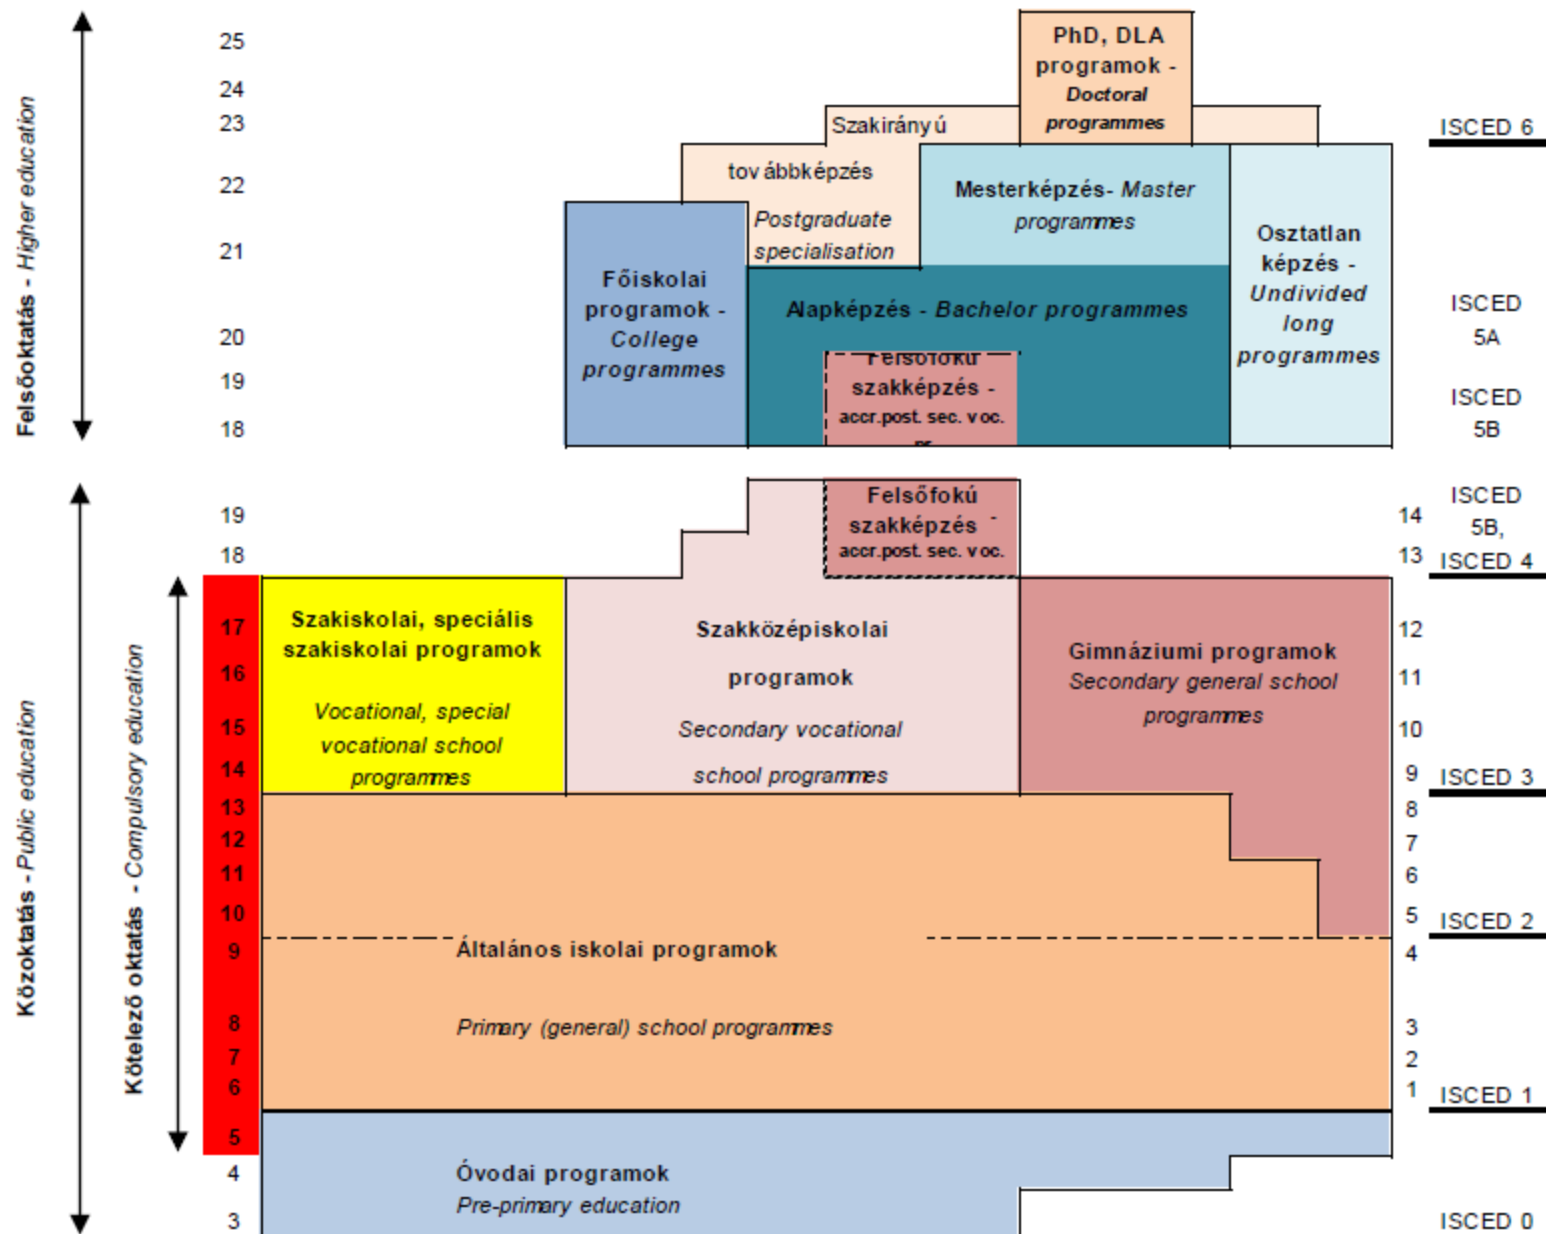 25
24
23
22
21
20
19
18
Felsőoktatás - Higher education
PhD, DLA
programok -
Doctoral
programmes
Szakirányú
továbbképzés
Postgraduate
specialisation
Mesterképzés- Master
programmes
Osztatlan
képzés -
Undivided
long
programmes
Főiskolai
programok -
College
programmes
Alapképzés - Bachelor programmes
Felsőfokú
szakképzés -
accr.post. sec. voc.
ISCED 6
ISCED
5A
ISCED
5B
Közoktatás - Public education
Kötelező oktatás - Compulsory education
19
18
17
16
15
14
13
12
11
10
9
8
7
6
5
4
3
Felsőfokú
szakképzés -
accr.post. sec. voc.
Szakiskolai, speciális
szakiskolai programok
Vocational, special
vocational school
programmes
Szakközépiskolai
programok
Secondary vocational
school programmes
Gimnáziumi programok
Secondary general school
programmes
Általános iskolai programok
Primary (general) school programmes
Óvodai programok
Pre-primary education
14
13
12
11
10
9
8
7
6
5
4
3
2
1
ISCED
5B,
ISCED 4
ISCED 3
ISCED 2
ISCED 1
ISCED 0